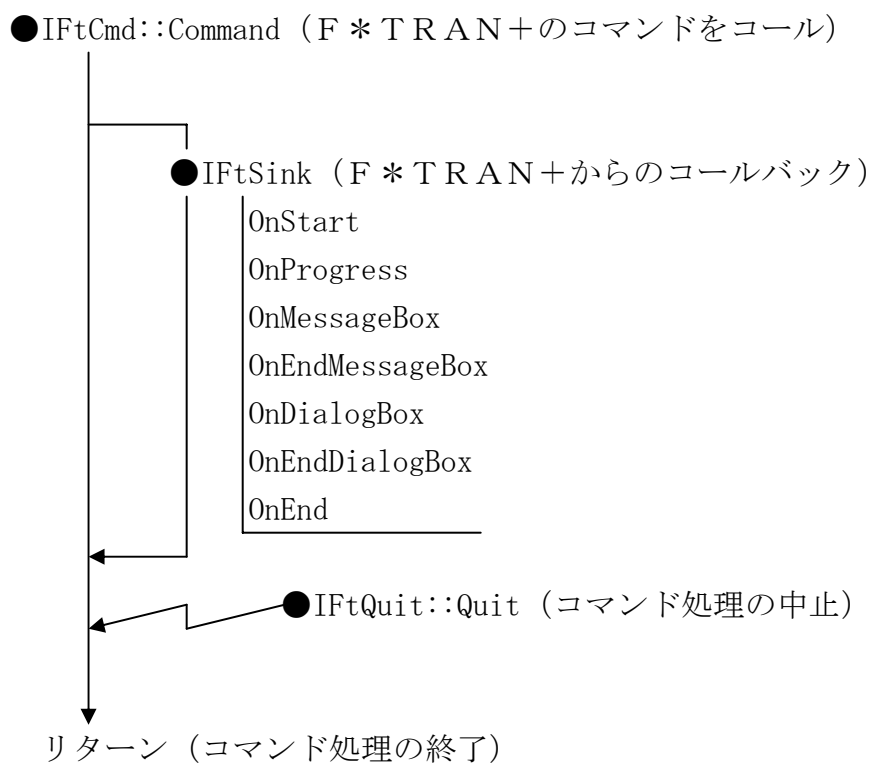 ●IFtCmd::Command（Ｆ＊ＴＲＡＮ＋のコマンドをコール）
●IFtSink（Ｆ＊ＴＲＡＮ＋からのコールバック）
OnStart
OnProgress
OnMessageBox
OnEndMessageBox
OnDialogBox
OnEndDialogBox
OnEnd
●IFtQuit::Quit（コマンド処理の中止）
リターン（コマンド処理の終了）